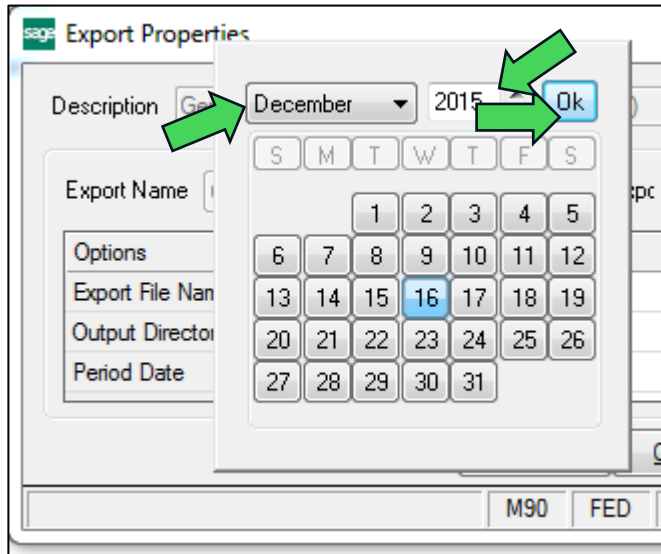 sage Export Properties
Description Ge
December 2015 Ok
S M T W T F S
Export Name
1 2 3 4 5
Options 6 7 8 9 10 11 12
Export File Nam 13 14 15 16 17 18 19
Output Director 20 21 22 23 24 25 26
Period Date 27 28 29 30 31
M90 FED